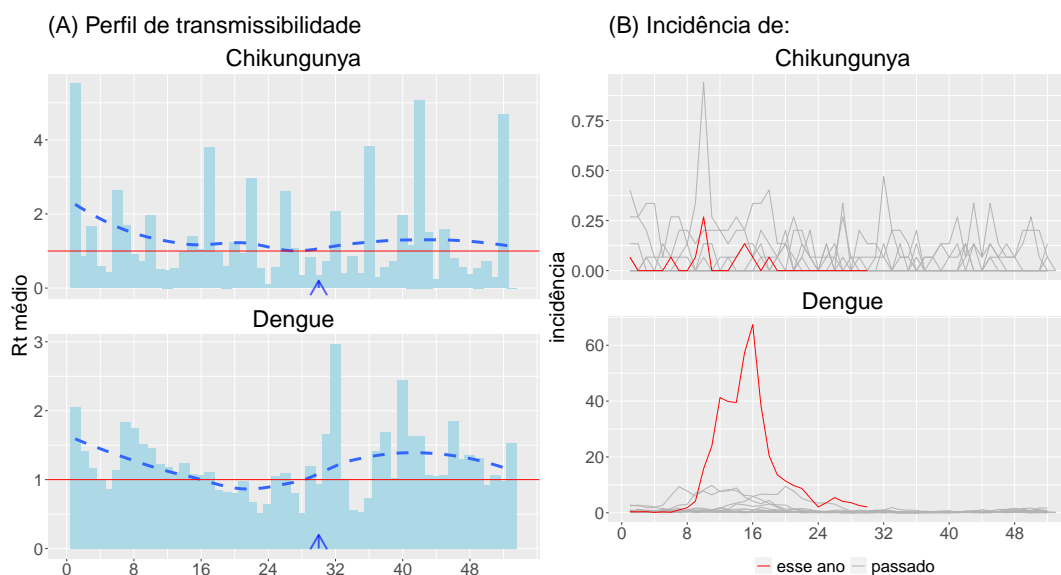 (A) Perfil de transmissibilidade
Chikungunya
4
2
0
Dengue
3
2
1
0
0 8 16 24 32 40 48
Rt médio
(B) Incidência de:
Chikungunya
0.75
0.50
0.25
0.00
Dengue
60
40
20
0
0 8 16 24 32 40 48
incidência
esse ano passado